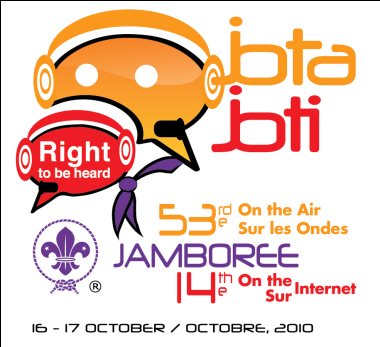 jota
joti
Right
to be heard
53rd/e On the Air
Sur les Ondes
JAMBOREE
14th/e On the
Sur Internet
®
16 - 17 OCTOBER / OCTOBRE, 2010